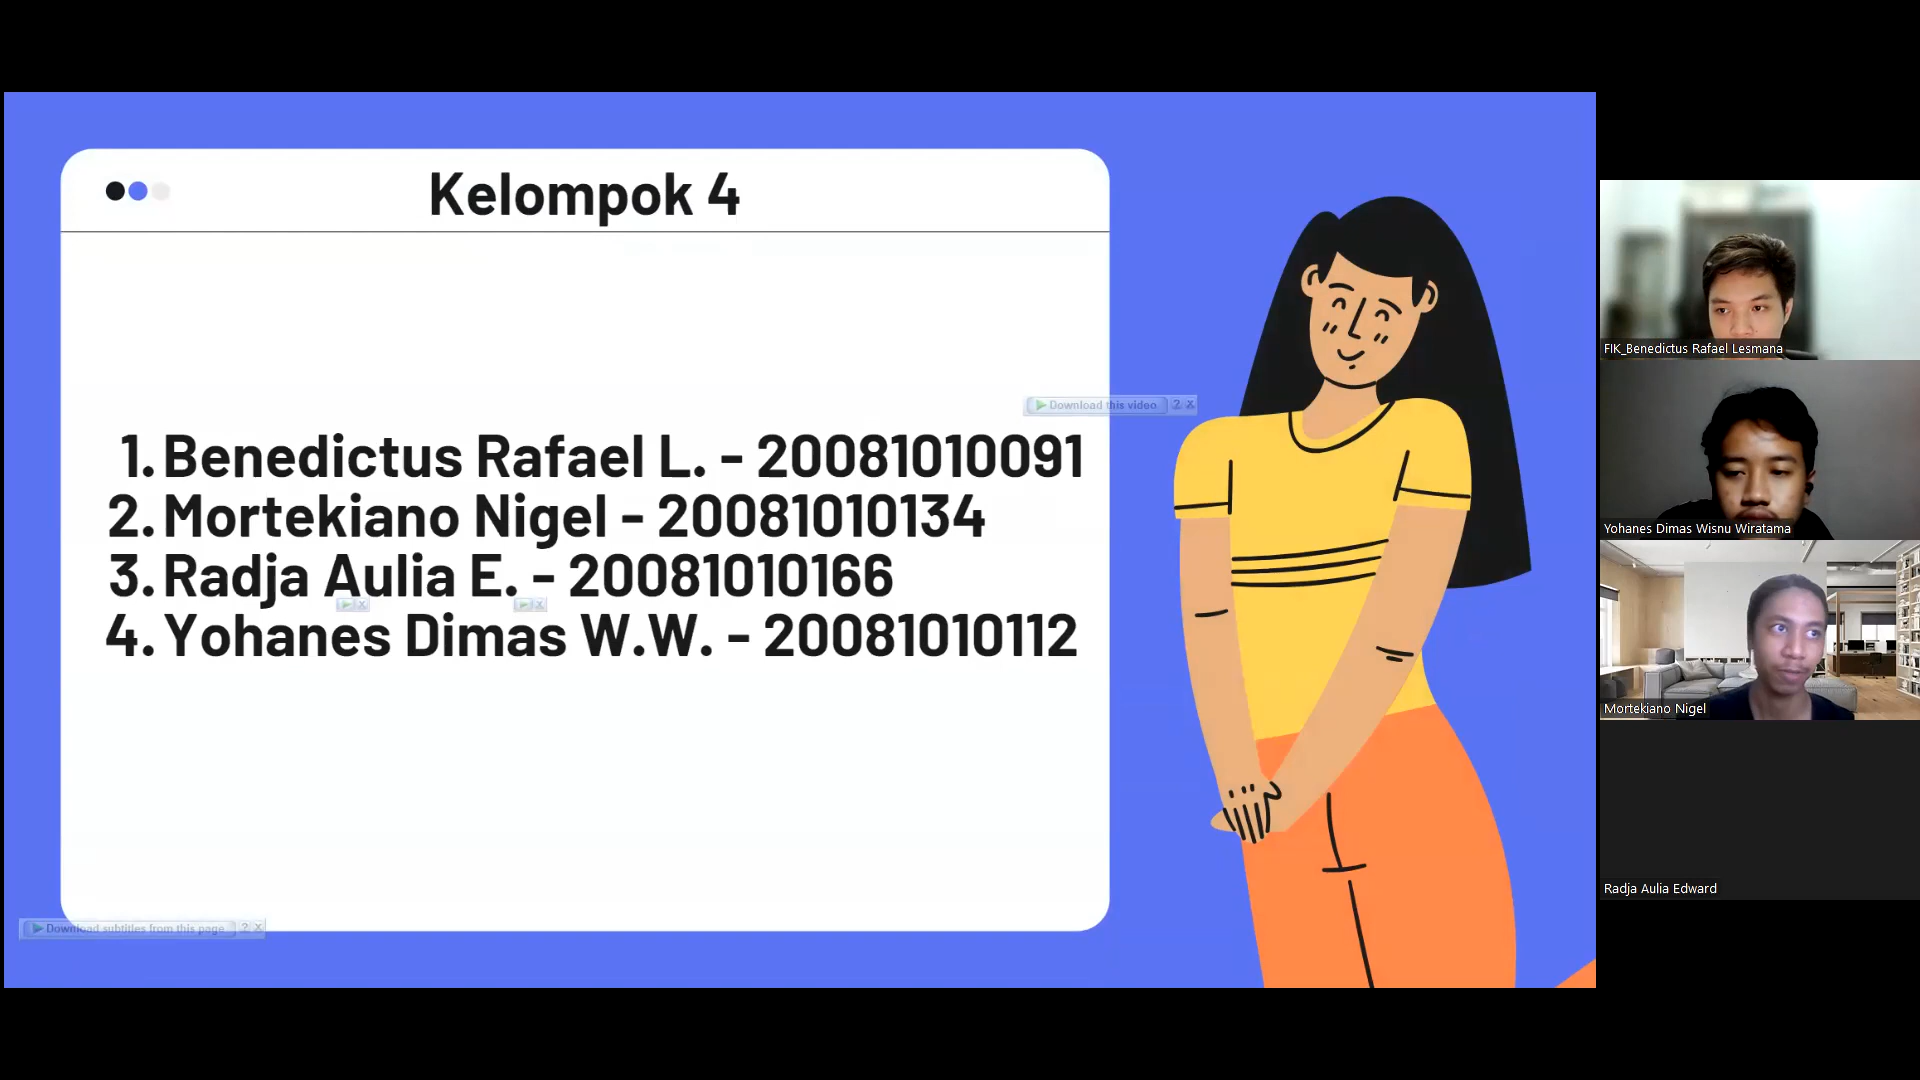 Kelompok 4
1. Benedictus Rafael L. - 20081010091
2. Mortekiano Nigel - 20081010134
3. Radja Aulia E. - 20081010166
4. Yohanes Dimas W.W. - 20081010112
Download this video ? X
Download subtitles from this page ? X
FIK_Benedictus Rafael Lesmana
Yohanes Dimas Wisnu Wiratama
Mortekiano Nigel
Radja Aulia Edward